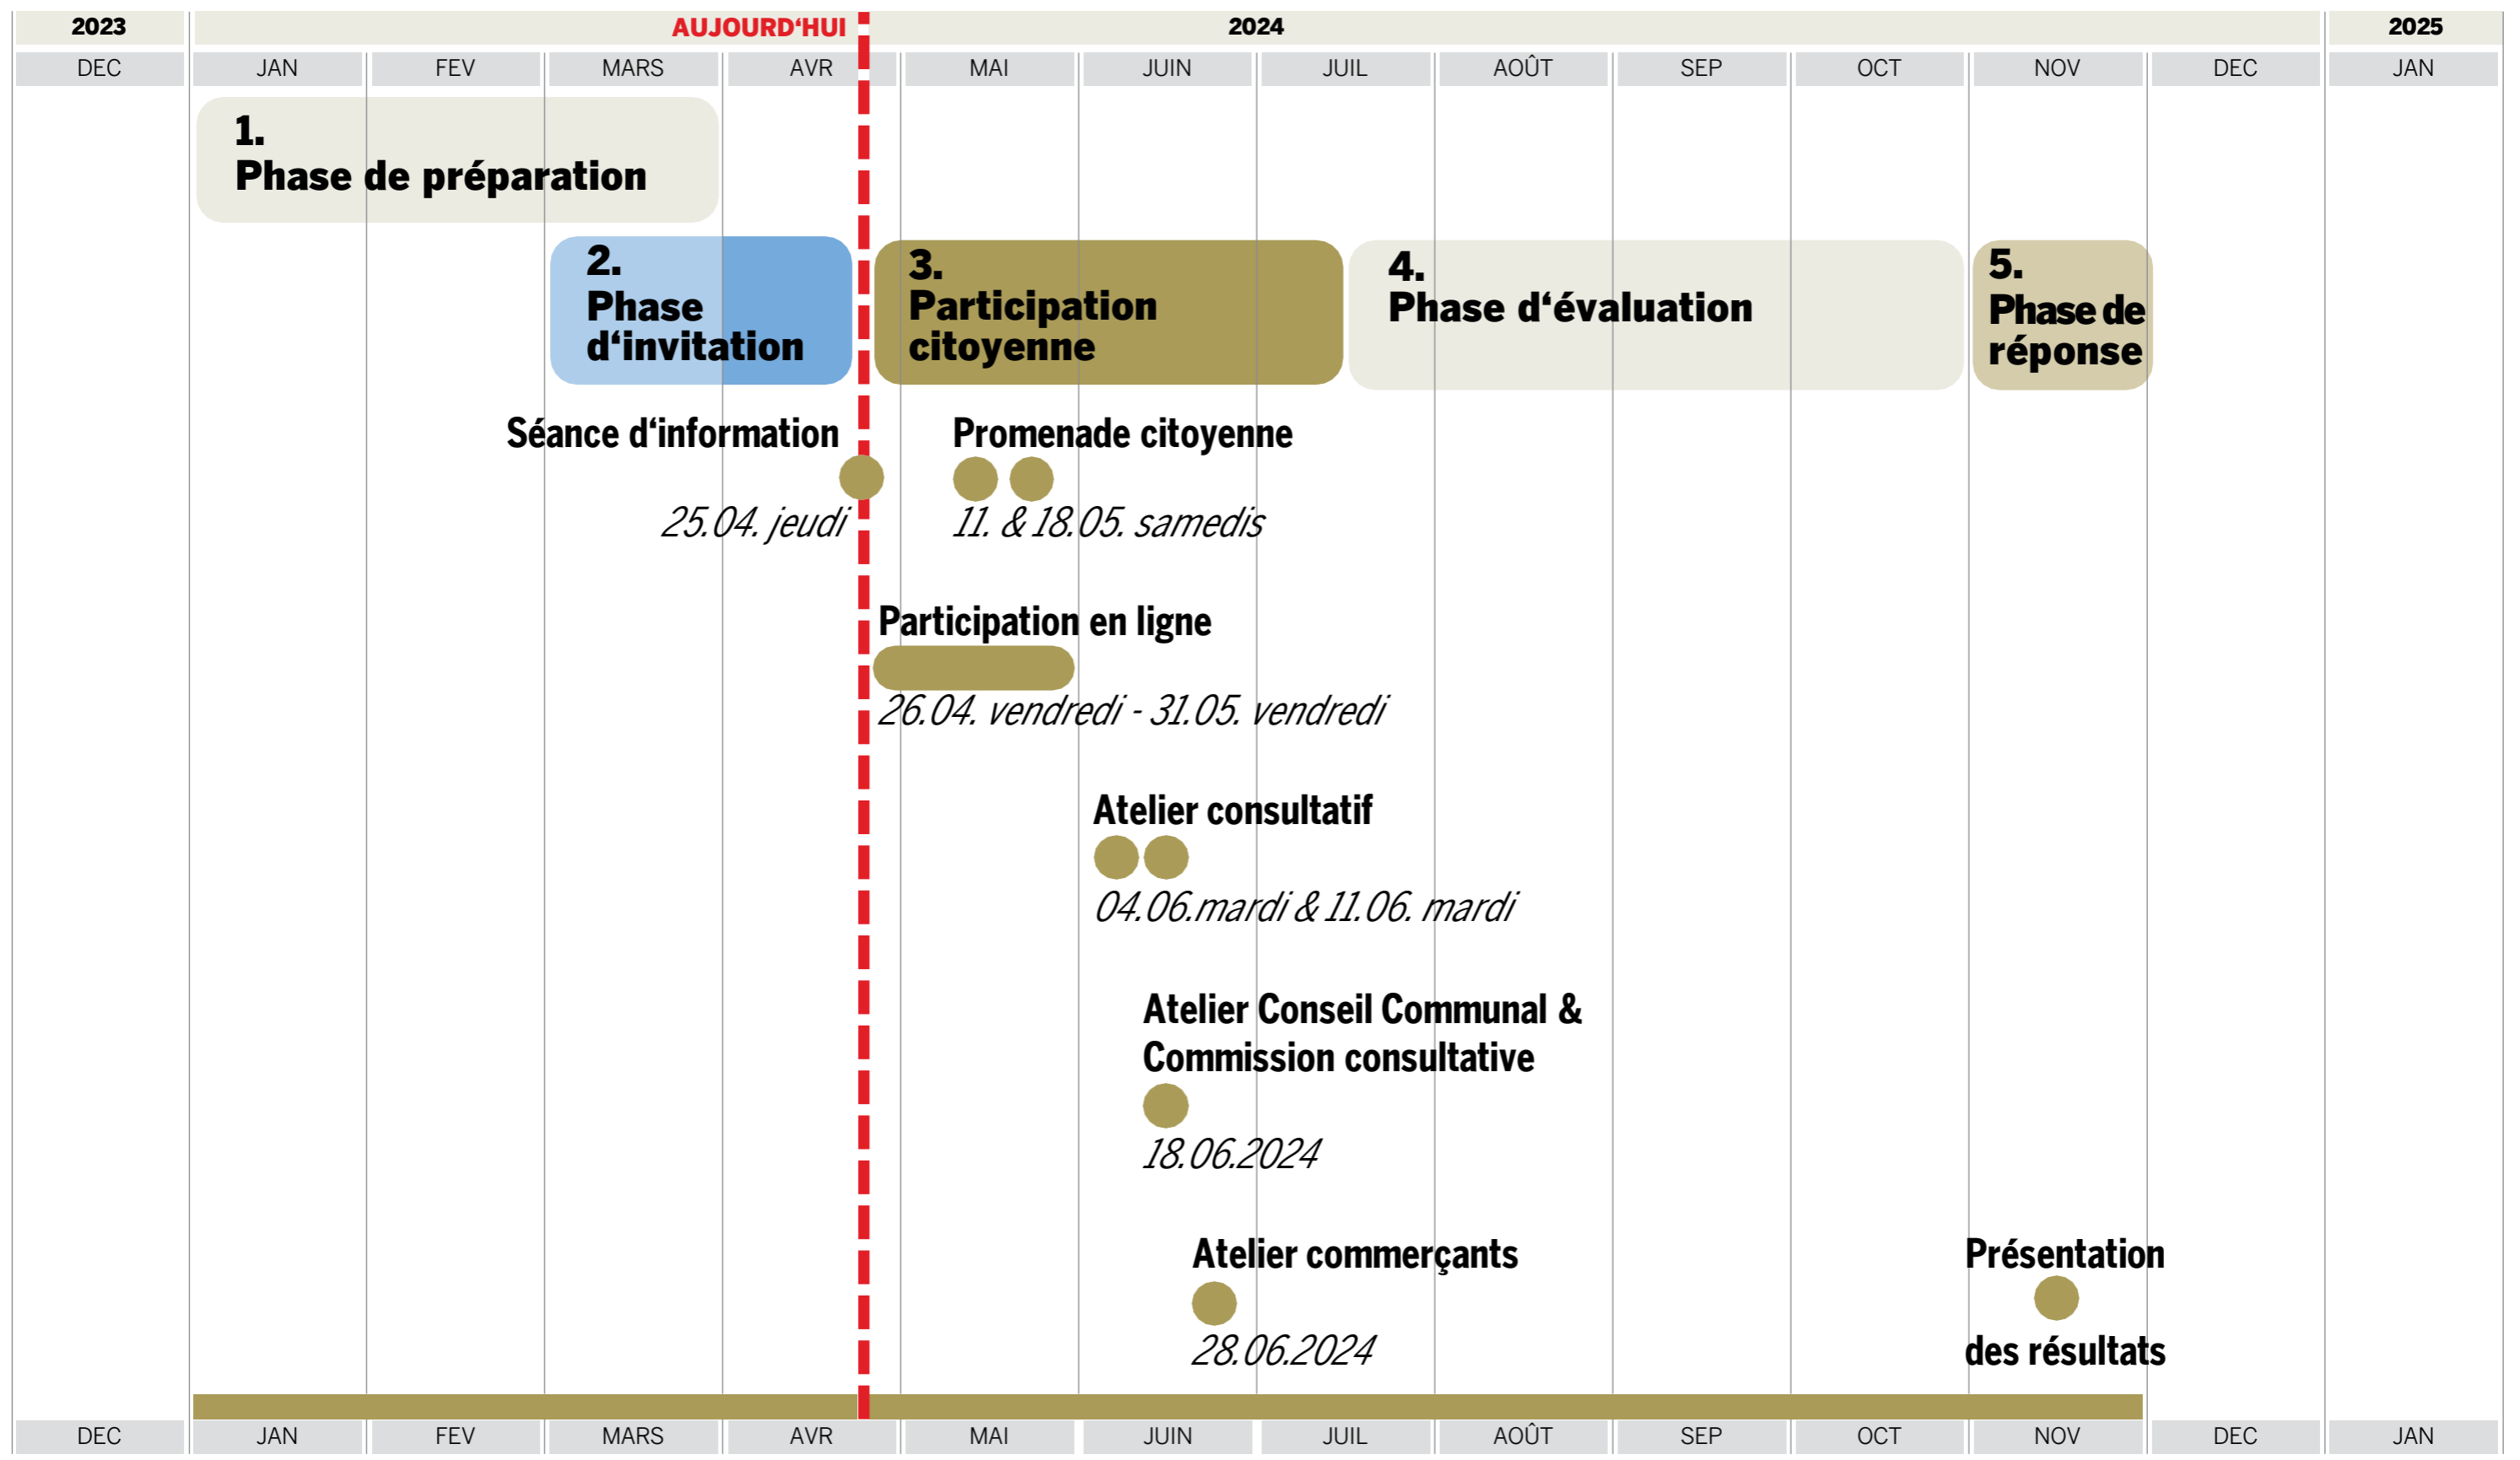 2023 AUJOURD‘HUI 2024 2025
DEC JAN FEV MARS AVR MAI JUIN JUIL AOÛT SEP OCT NOV DEC JAN
1.
Phase de préparation
2.
Phase
d‘invitation
3.
Participation
citoyenne
4.
Phase d‘évaluation
5.
Phase de
réponse
Séance d‘information
25.04. jeudi
Promenade citoyenne
11. & 18.05. samedis
Participation en ligne
26.04. vendredi - 31.05. vendredi
Atelier consultatif
04.06.mardi & 11.06. mardi
Atelier Conseil Communal &
Commission consultative
18.06.2024
Atelier commerçants
28.06.2024
Présentation
des résultats
DEC JAN FEV MARS AVR MAI JUIN JUIL AOÛT SEP OCT NOV DEC JAN